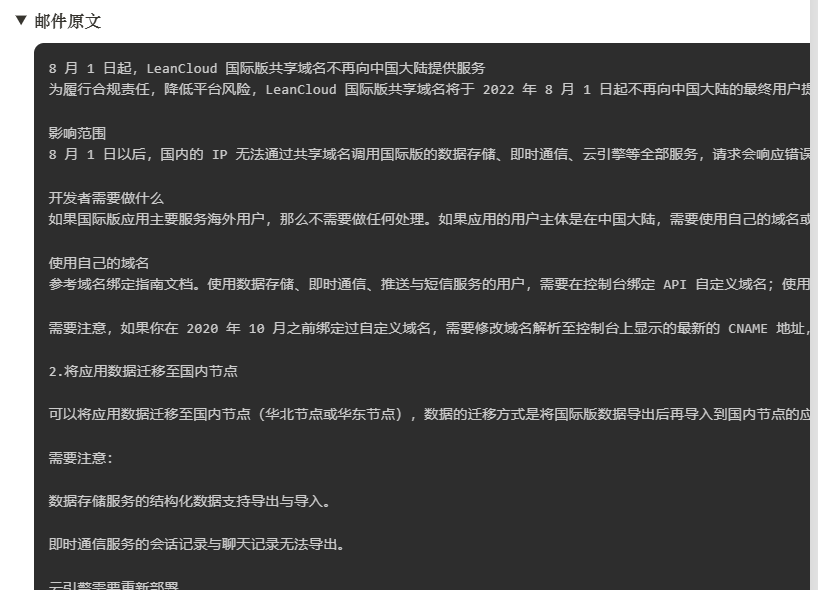 ▼ 邮件原文
8 月 1 日起，LeanCloud 国际版共享域名不再向中国大陆提供服务
为履行合规责任，降低平台风险，LeanCloud 国际版共享域名将于 2022 年 8 月 1 日起不再向中国大陆的最终用户提
影响范围
8 月 1 日以后，国内的 IP 无法通过共享域名调用国际版的数据存储、即时通信、云引擎等全部服务，请求会响应错误
开发者需要做什么
如果国际版应用主要服务海外用户，那么不需要做任何处理。如果应用的用户主体是在中国大陆，需要使用自己的域名或
使用自己的域名
参考域名绑定指南文档。使用数据存储、即时通信、推送与短信服务的用户，需要在控制台绑定 API 自定义域名；使用
需要注意，如果你在 2020 年 10 月之前绑定过自定义域名，需要修改域名解析至控制台上显示的最新的 CNAME 地址，
2.将应用数据迁移至国内节点
可以将应用数据迁移至国内节点（华北节点或华东节点），数据的迁移方式是将国际版数据导出后再导入到国内节点的应
需要注意：
数据存储服务的结构化数据支持导出与导入。
即时通信服务的会话记录与聊天记录无法导出。
云引擎需要重新部署